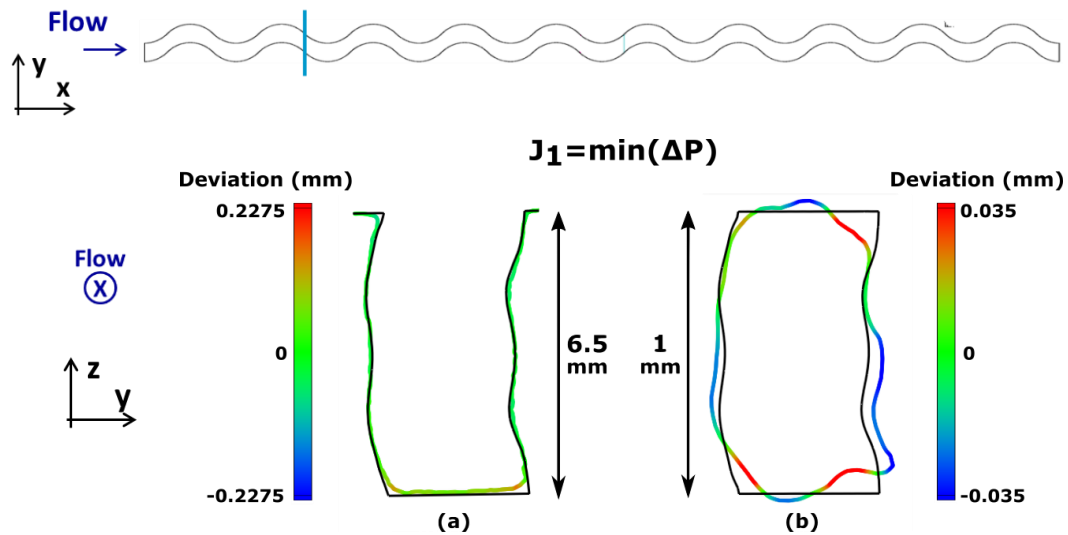 Flow
y
x
J1=min(ΔP)
Deviation (mm)
0.2275
0
-0.2275
Flow
X
z
y
6.5
mm
(a)
1
mm
(b)
Deviation (mm)
0.035
0
-0.035